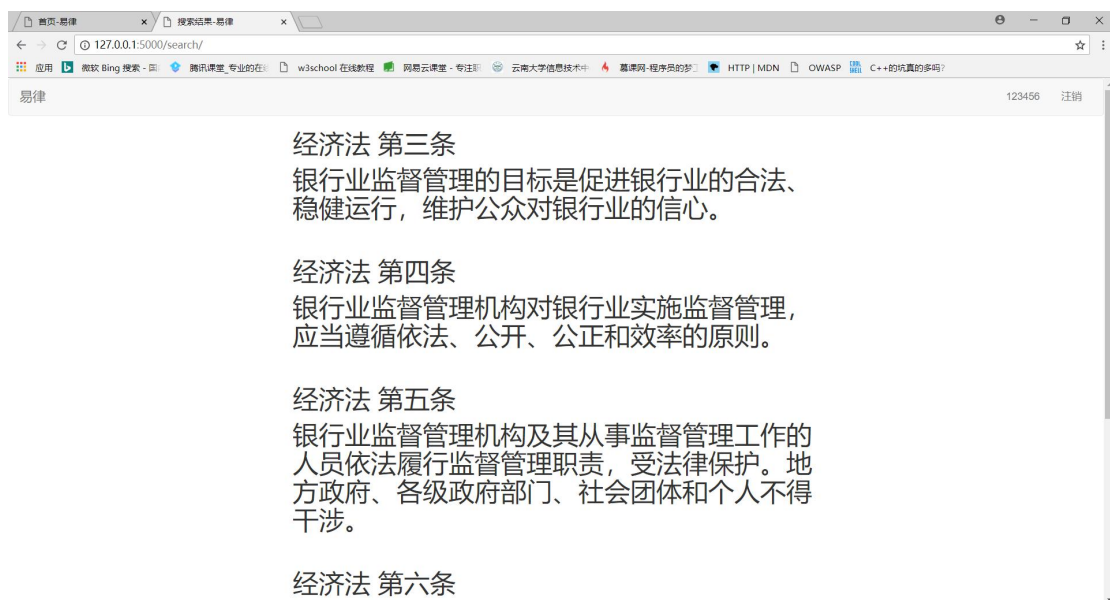 首页-易律
搜索结果-易律
127.0.0.1:5000/search/
应用 微软 Bing 搜索 - 国 腾讯课堂_专业的在 w3school 在线教程 网易云课堂 - 专注 云南大学信息技术中 慕课网-程序员的梦 HTTP | MDN OWASP COOL SHELL C++的坑真的多吗?
易律 123456 注销
经济法 第三条
银行业监督管理的目标是促进银行业的合法、
稳健运行，维护公众对银行业的信心。
经济法 第四条
银行业监督管理机构对银行业实施监督管理，
应当遵循依法、公开、公正和效率的原则。
经济法 第五条
银行业监督管理机构及其从事监督管理工作的
人员依法履行监督管理职责，受法律保护。地
方政府、各级政府部门、社会团体和个人不得
干涉。
经济法 第六条